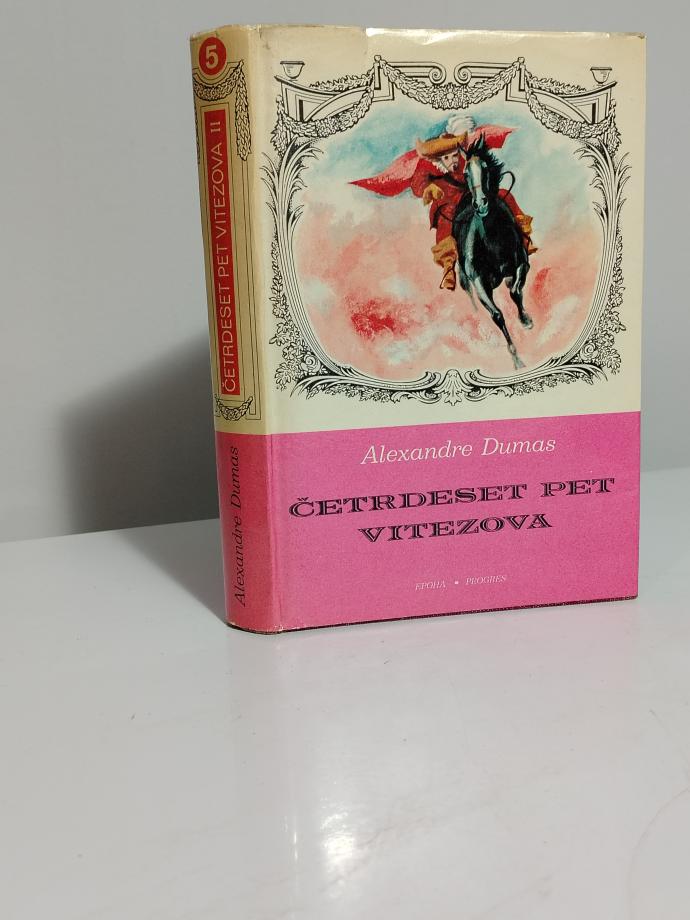 5
ČETRDESET PET VITEZOVA II
Alexandre Dumas
Alexandre Dumas
ČETRDESET PET
VITEZOVA
EPOHA • PROGRES